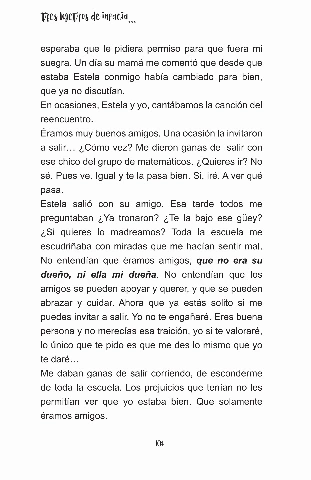 esperaba que le pidiera permiso para que fuera mi
suegra. Un día su mamá me comentó que desde que
estaba Estela conmigo había cambiado para bien,
que ya no discutían.
En ocasiones, Estela y yo, cantábamos la canción del
reencuentro.
Éramos muy buenos amigos. Una ocasión la invitaron
a salir… ¿Cómo vez? Me dieron ganas de salir con
ese chico del grupo de matemáticos. ¿Quieres ir? No
sé. Pues ve. Igual y te la pasa bien. Si, iré. A ver qué
pasa.
Estela salió con su amigo. Esa tarde todos me
preguntaban ¿Ya tronaron? ¿Te la bajo ese güey?
¿Si quieres lo madreamos? Toda la escuela me
escudriñaba con miradas que me hacían sentir mal.
No entendían que éramos amigos, que no era su
dueño, ni ella mi dueña. No entendían que los
amigos se pueden apoyar y querer, y que se pueden
abrazar y cuidar. Ahora que ya estás solito si me
puedes invitar a salir. Yo no te engañaré. Eres buena
persona y no merecías esa traición, yo si te valoraré,
lo único que te pido es que me des lo mismo que yo
te daré…
Me daban ganas de salir corriendo, de esconderme
de toda la escuela. Los prejuicios que tenían no les
permitían ver que yo estaba bien. Que solamente
éramos amigos.